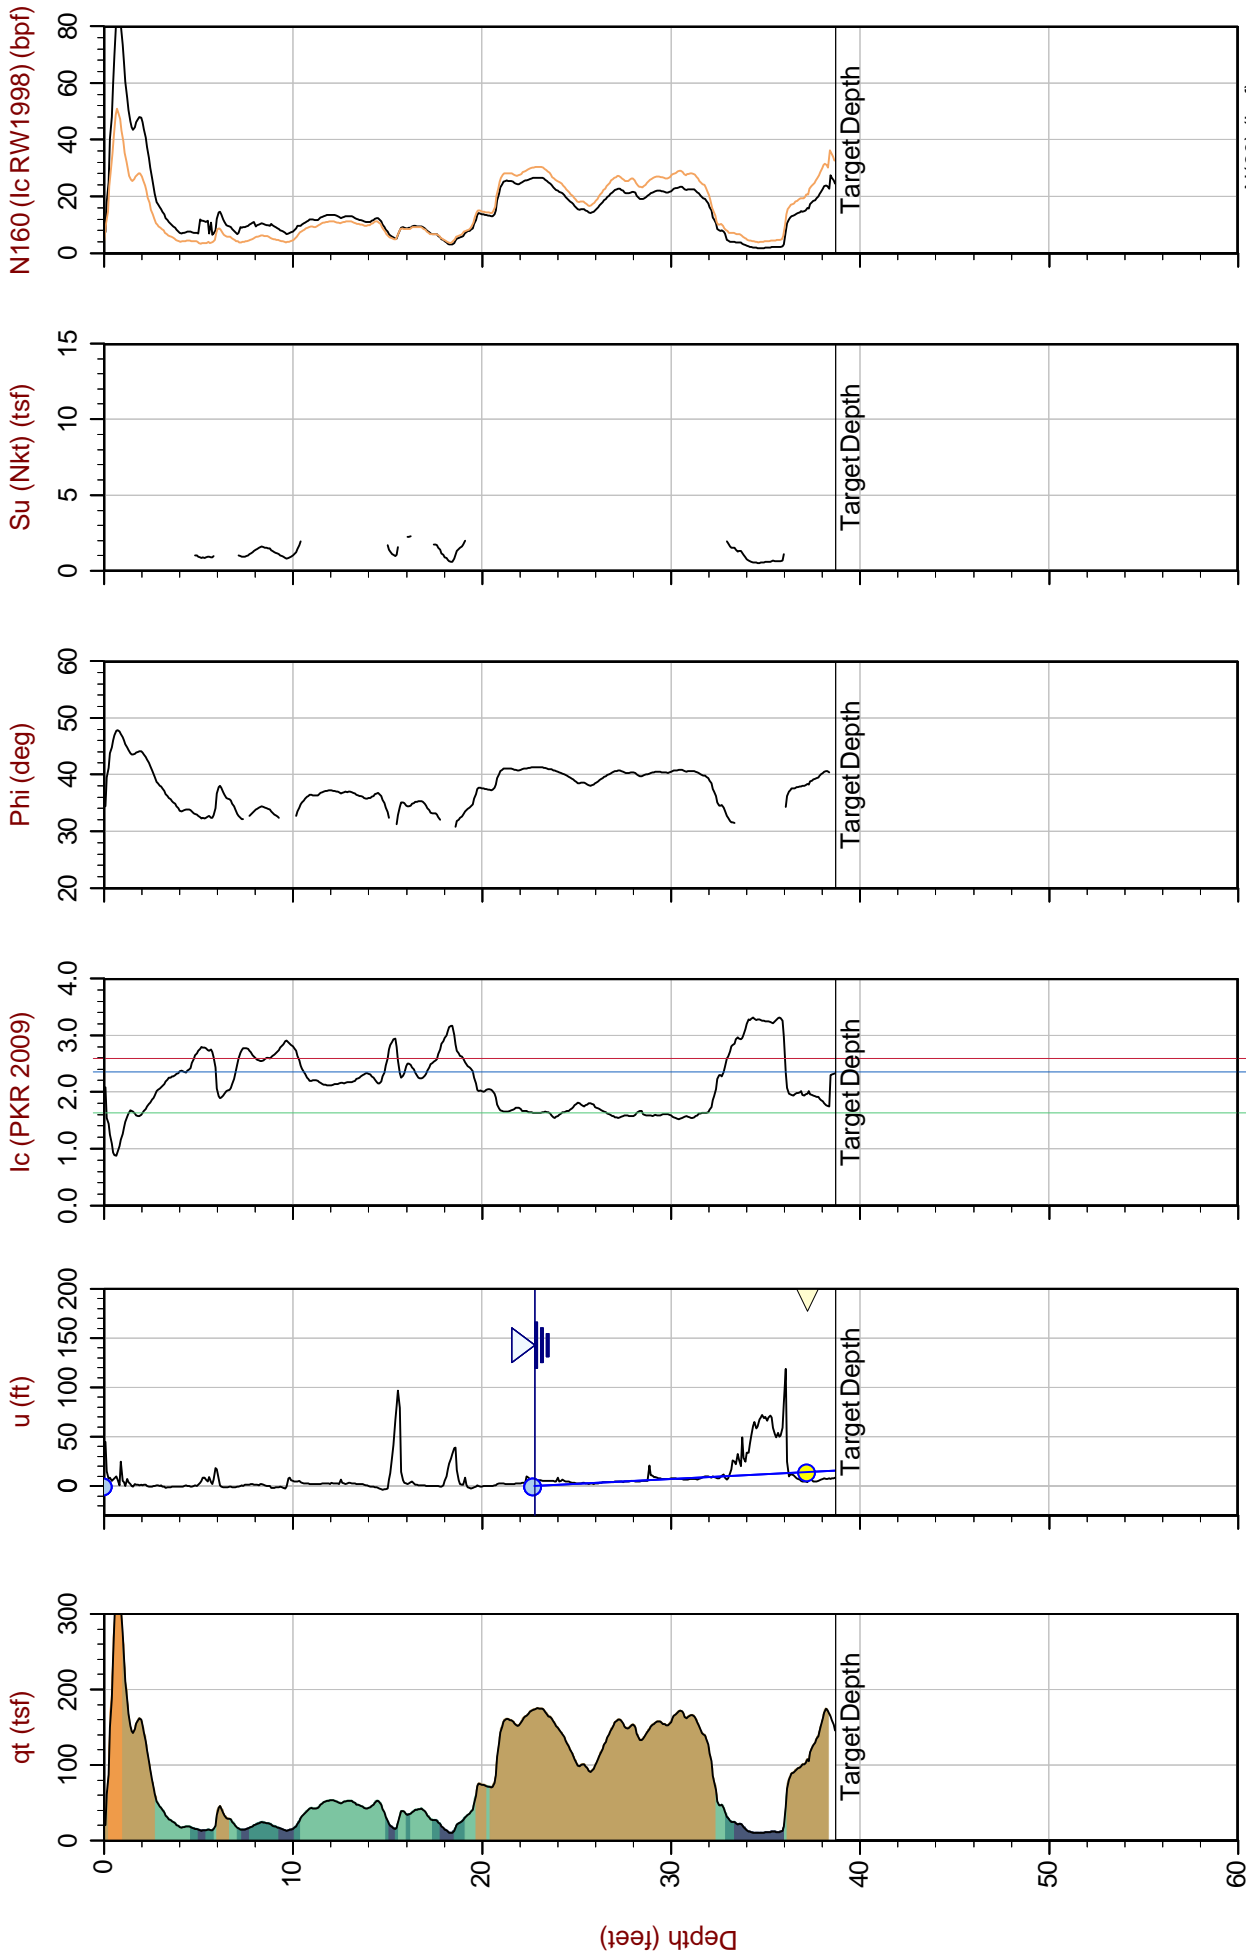 N160 (Ic RW1998) (bpf)
0 20 40 60 80
Target Depth
Su (Nkt) (tsf)
0 5 10 15
Target Depth
Phi (deg)
20 30 40 50 60
Target Depth
Ic (PKR 2009)
0.0 1.0 2.0 3.0 4.0
Target Depth
u (ft)
0 50 100 150 200
Target Depth
qt (tsf)
0 100 200 300
Target Depth
0 10 20 30 40 50 60
Depth (feet)